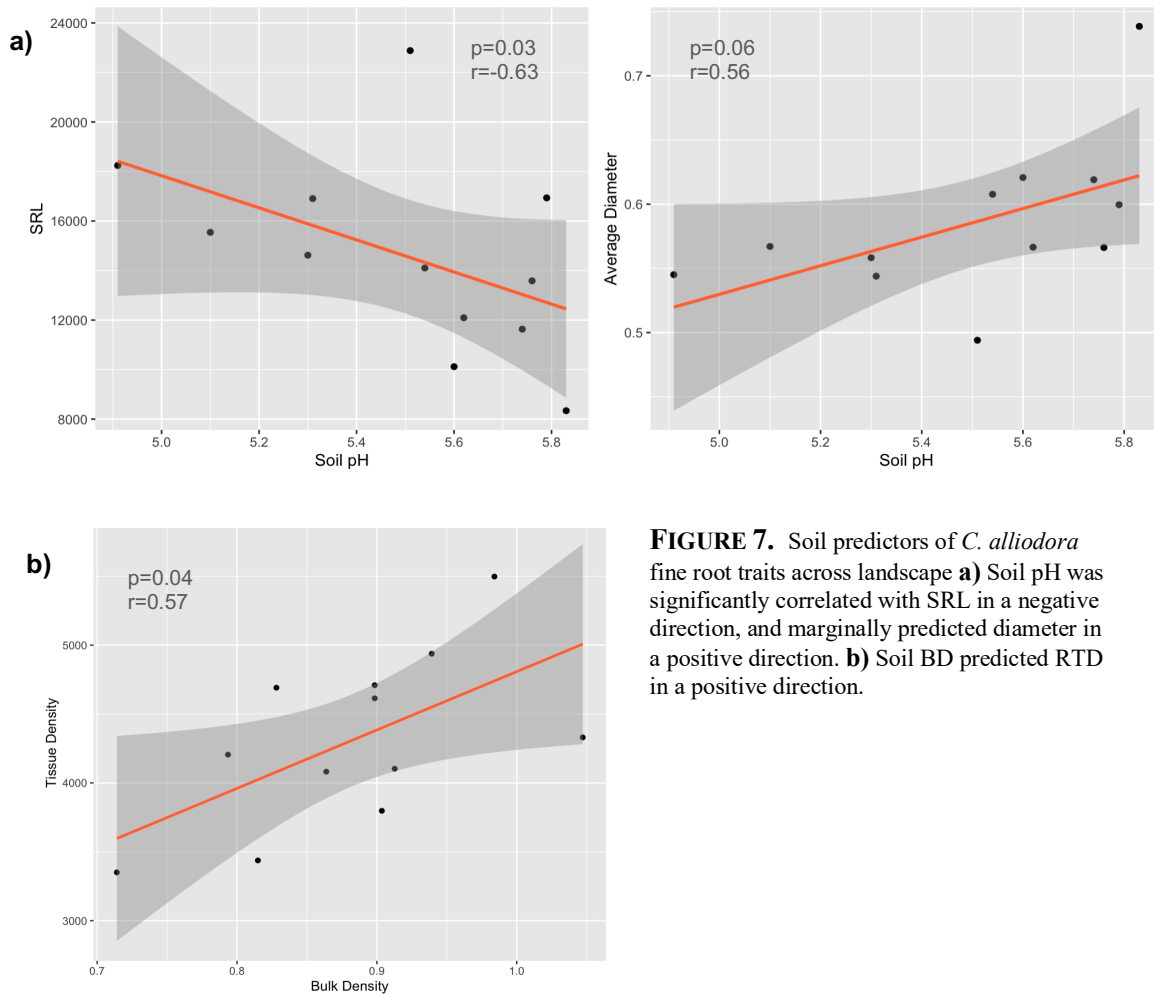 a)
24000
20000
16000
12000
8000
SRL
p=0.03
r=-0.63
5.0
5.2
5.4
5.6
5.8
Soil pH
0.7
0.6
0.5
Average Diameter
p=0.06
r=0.56
5.0
5.2
5.4
5.6
5.8
Soil pH
b)
5000
4000
3000
Tissue Density
p=0.04
r=0.57
0.7
0.8
0.9
1.0
Bulk Density
FIGURE 7. Soil predictors of C. alliodora
fine root traits across landscape a) Soil pH was
significantly correlated with SRL in a negative
direction, and marginally predicted diameter in
a positive direction. b) Soil BD predicted RTD
in a positive direction.